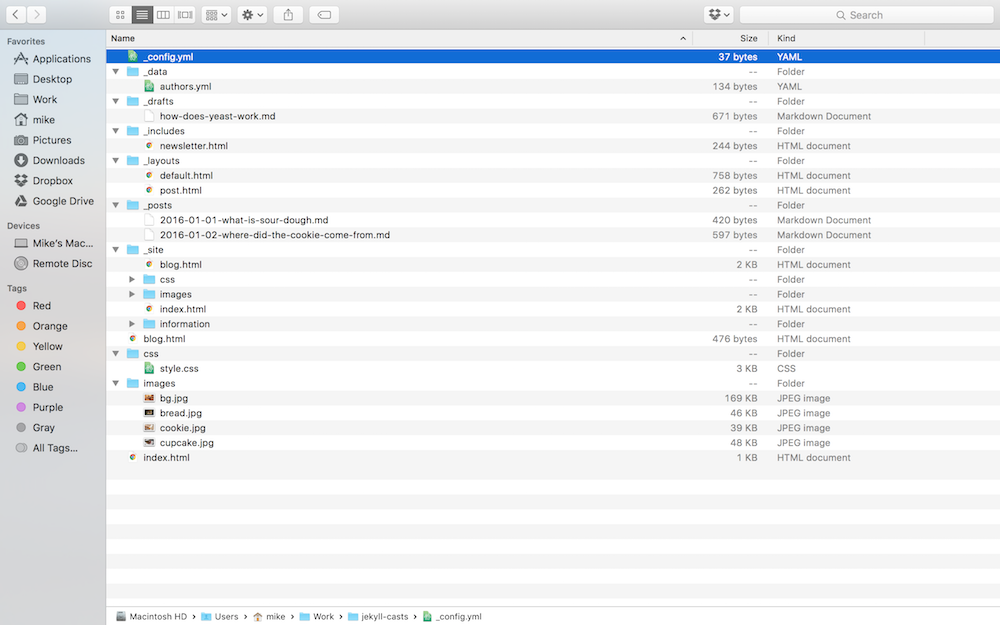 Search
Favorites
Applications
Desktop
Work
mike
Pictures
Downloads
Dropbox
Google Drive
Devices
Mike's Mac...
Remote Disc
Tags
Red
Orange
Yellow
Green
Blue
Purple
Gray
All Tags...
Name Size Kind
_config.yml 37 bytes YAML
_data -- Folder
authors.yml 134 bytes YAML
_drafts -- Folder
how-does-yeast-work.md 671 bytes Markdown Document
_includes -- Folder
newsletter.html 244 bytes HTML document
_layouts -- Folder
default.html 758 bytes HTML document
post.html 262 bytes HTML document
_posts -- Folder
2016-01-01-what-is-sour-dough.md 420 bytes Markdown Document
2016-01-02-where-did-the-cookie-come-from.md 597 bytes Markdown Document
_site -- Folder
blog.html 2 KB HTML document
css -- Folder
images -- Folder
index.html 2 KB HTML document
information -- Folder
blog.html 476 bytes HTML document
css -- Folder
style.css 3 KB CSS
images -- Folder
bg.jpg 169 KB JPEG image
bread.jpg 46 KB JPEG image
cookie.jpg 39 KB JPEG image
cupcake.jpg 48 KB JPEG image
index.html 1 KB HTML document
Macintosh HD › Users › mike › Work › jekyll-casts › _config.yml